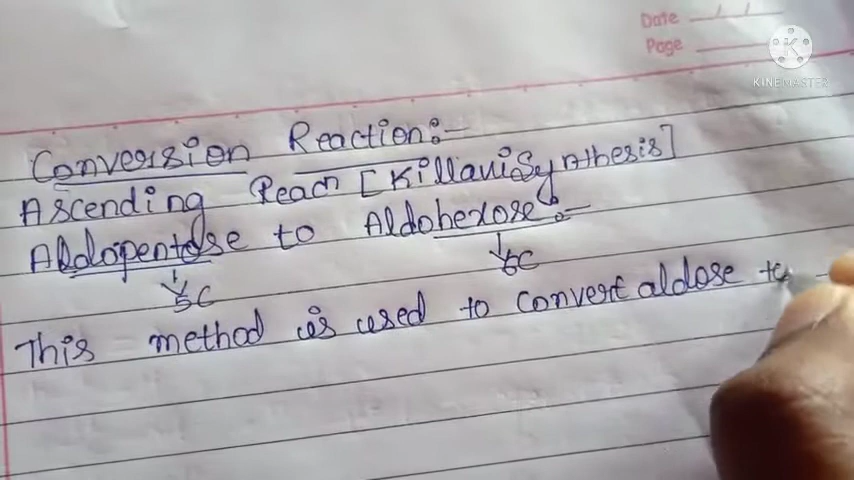 Date
Page
KINEMASTER
Conversion Reaction:-
Ascending Reacn [Killani Synthesis]
Aldopentose to Aldohexose:-
5C
6C
This method is used to convert aldose to